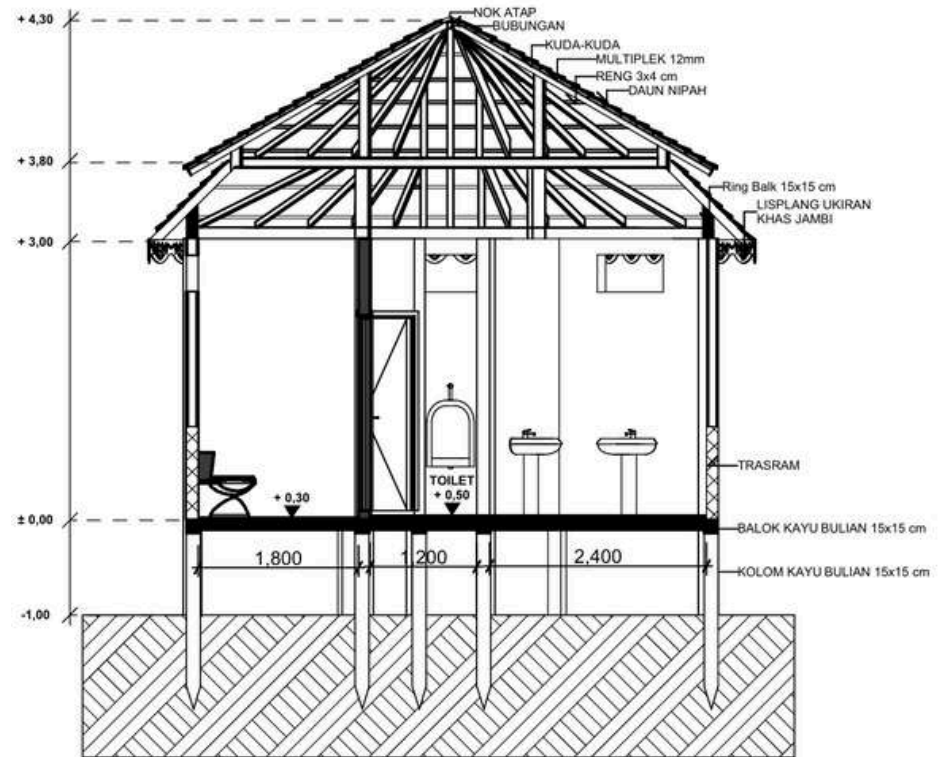 + 4,30
NOK ATAP
BUBUNGAN
KUDA-KUDA
MULTIPLEK 12mm
RENG 3x4 cm
DAUN NIPAH
+ 3,80
Ring Balk 15x15 cm
LISPLANG UKIRAN
KHAS JAMBI
+ 3,00
TRASRAM
TOILET
+ 0,30
+ 0,50
± 0,00
BALOK KAYU BULIAN 15x15 cm
1,800
1,200
2,400
KOLOM KAYU BULIAN 15x15 cm
-1,00